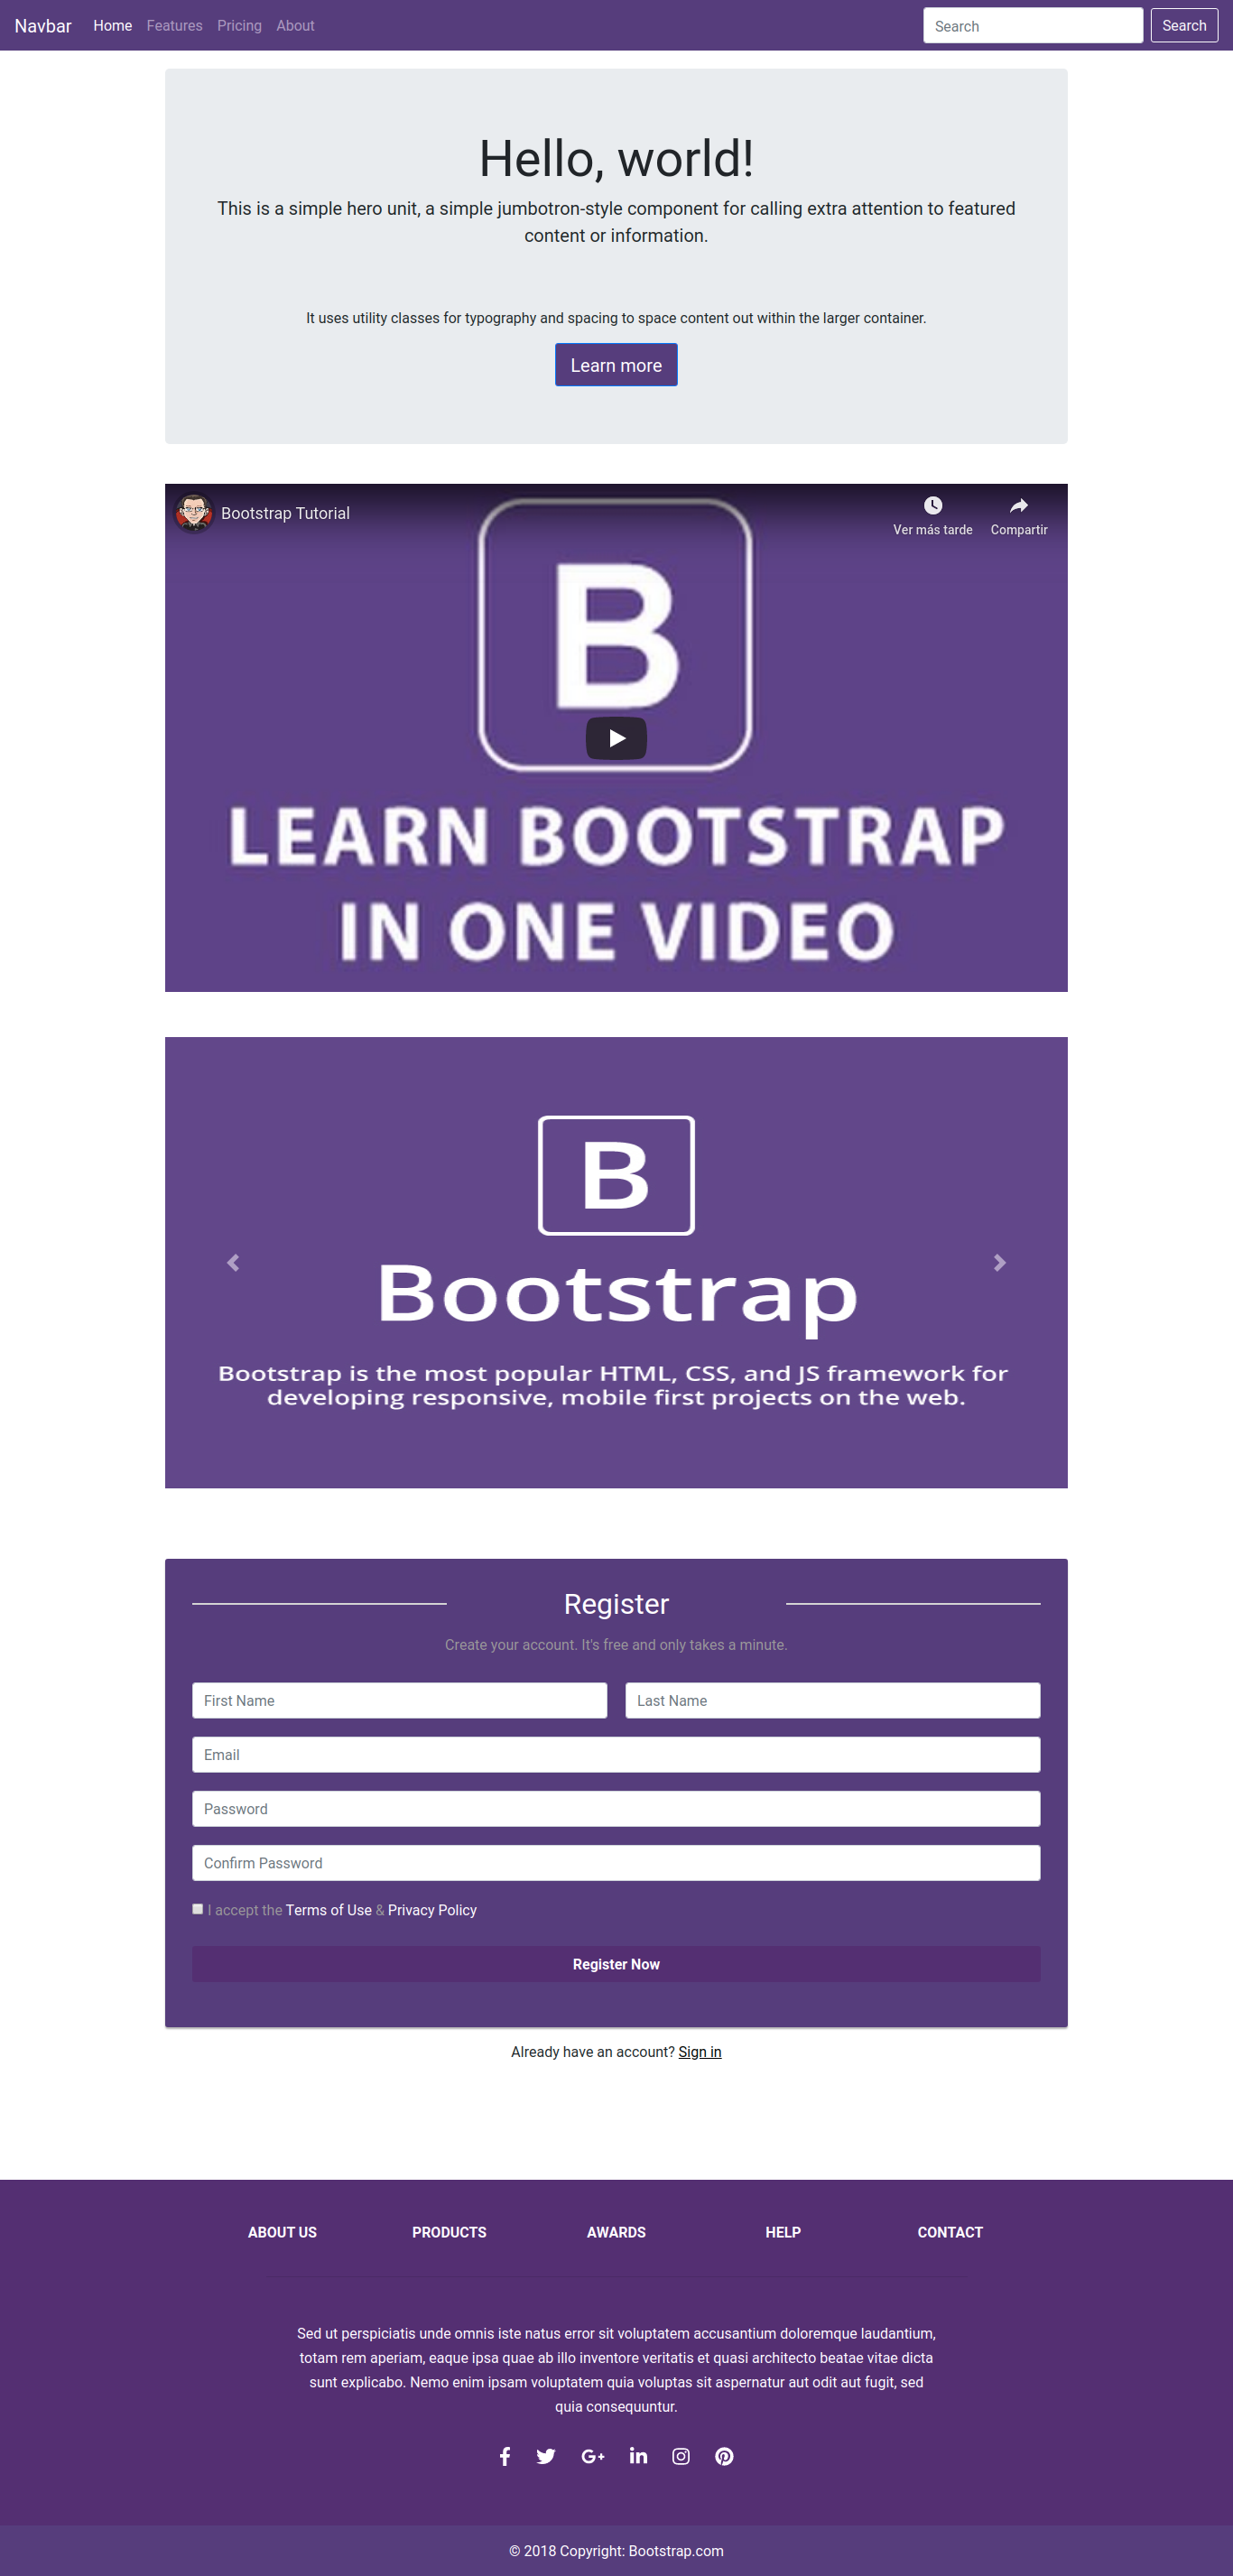 Navbar Home Features Pricing About Search Search
Hello, world!
This is a simple hero unit, a simple jumbotron-style component for calling extra attention to featured
content or information.
It uses utility classes for typography and spacing to space content out within the larger container.
Learn more
Bootstrap Tutorial
Ver más tarde Compartir
B
LEARN BOOTSTRAP
IN ONE VIDEO
B
Bootstrap
Bootstrap is the most popular HTML, CSS, and JS framework for
developing responsive, mobile first projects on the web.
Register
Create your account. It's free and only takes a minute.
First Name Last Name
Email
Password
Confirm Password
I accept the Terms of Use & Privacy Policy
Register Now
Already have an account? Sign in
ABOUT US PRODUCTS AWARDS HELP CONTACT
Sed ut perspiciatis unde omnis iste natus error sit voluptatem accusantium doloremque laudantium,
totam rem aperiam, eaque ipsa quae ab illo inventore veritatis et quasi architecto beatae vitae dicta
sunt explicabo. Nemo enim ipsam voluptatem quia voluptas sit aspernatur aut odit aut fugit, sed
quia consequuntur.
© 2018 Copyright: Bootstrap.com